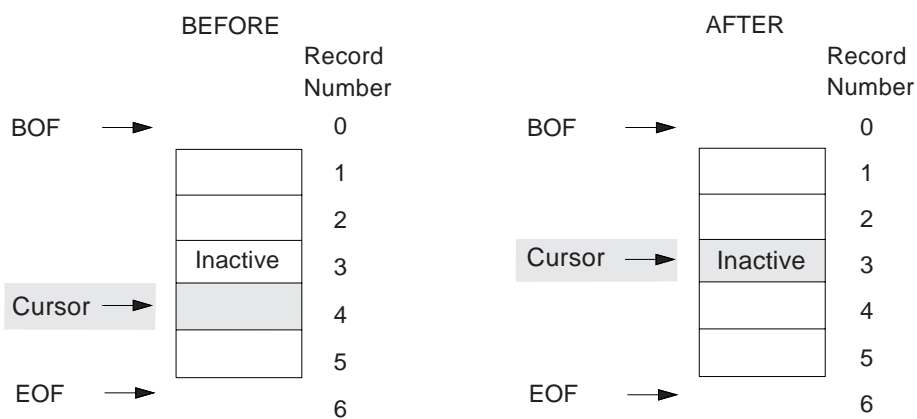 BEFORE
Record
Number
BOF
0
1
2
Inactive
3
Cursor
4
5
EOF
6
AFTER
Record
Number
BOF
0
1
2
Cursor
Inactive
3
4
5
EOF
6